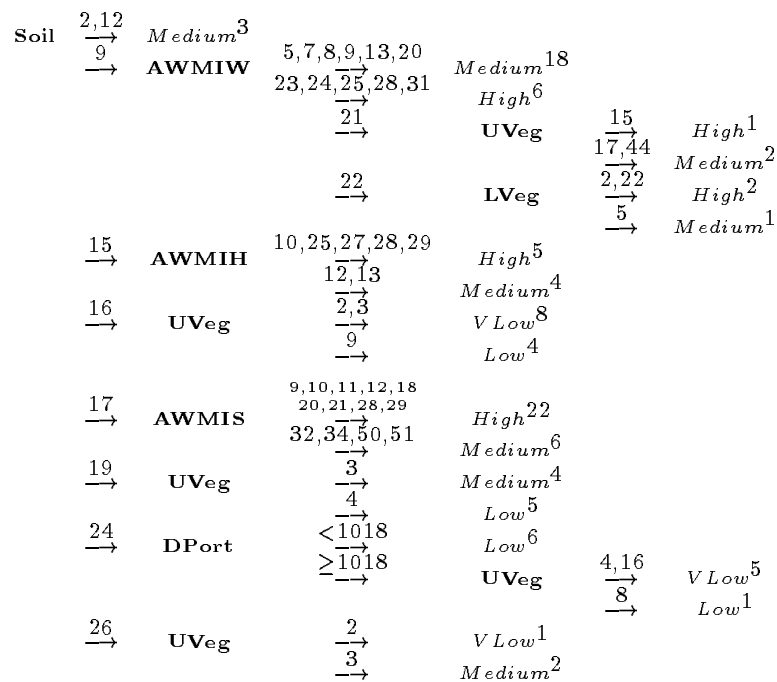 Soil 2,12 → Medium3
9 → AWMIW 5,7,8,9,13,20 → Medium18
23,24,25,28,31 → High6
21 → UVeg 15 → High1
17,44 → Medium2
22 → LVeg 2,22 → High2
5 → Medium1
15 → AWMIH 10,25,27,28,29 → High5
12,13 → Medium4
16 → UVeg 2,3 → VLow8
9 → Low4
17 → AWMIS 9,10,11,12,18
20,21,28,29 → High22
32,34,50,51 → Medium6
19 → UVeg 3 → Medium4
4 → Low5
24 → DPort <1018 → Low6
≥1018 → UVeg 4,16 → VLow5
8 → Low1
26 → UVeg 2 → VLow1
3 → Medium2